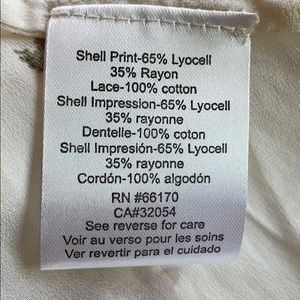 Shell Print-65% Lyocell
35% Rayon
Lace-100% cotton
Shell Impression-65% Lyocell
35% rayonne
Dentelle-100% coton
Shell Impresión-65% Lyocell
35% rayonne
Cordón-100% algodón
RN #66170
CA#32054
See reverse for care
Voir au verso pour les soins
Ver revertir para el cuidado